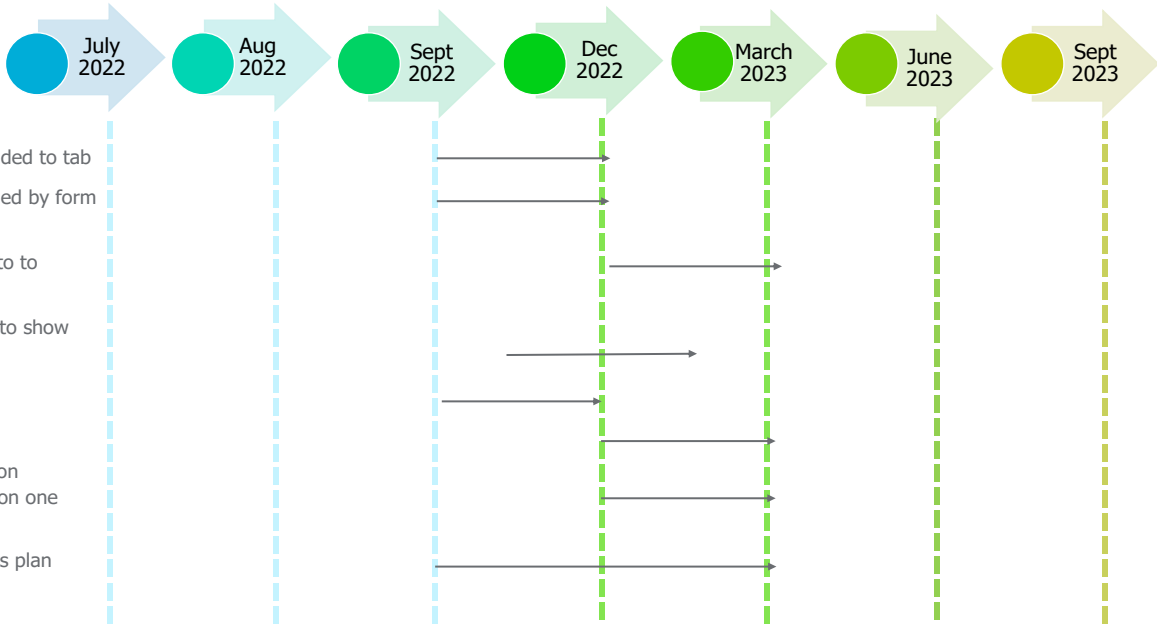 July
2022
Aug
2022
Sept
2022
Dec
2022
March
2023
June
2023
Sept
2023
ded to tab
ed by form
to to
to show
on
on one
s plan